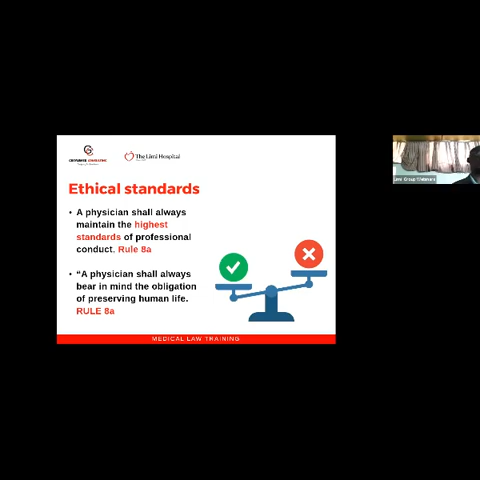 The Limi Hospital
Ethical standards
• A physician shall always
maintain the highest
standards of professional
conduct. Rule 8a
• “A physician shall always
bear in mind the obligation
of preserving human life.
RULE 8a
MEDICAL LAW TRAINING